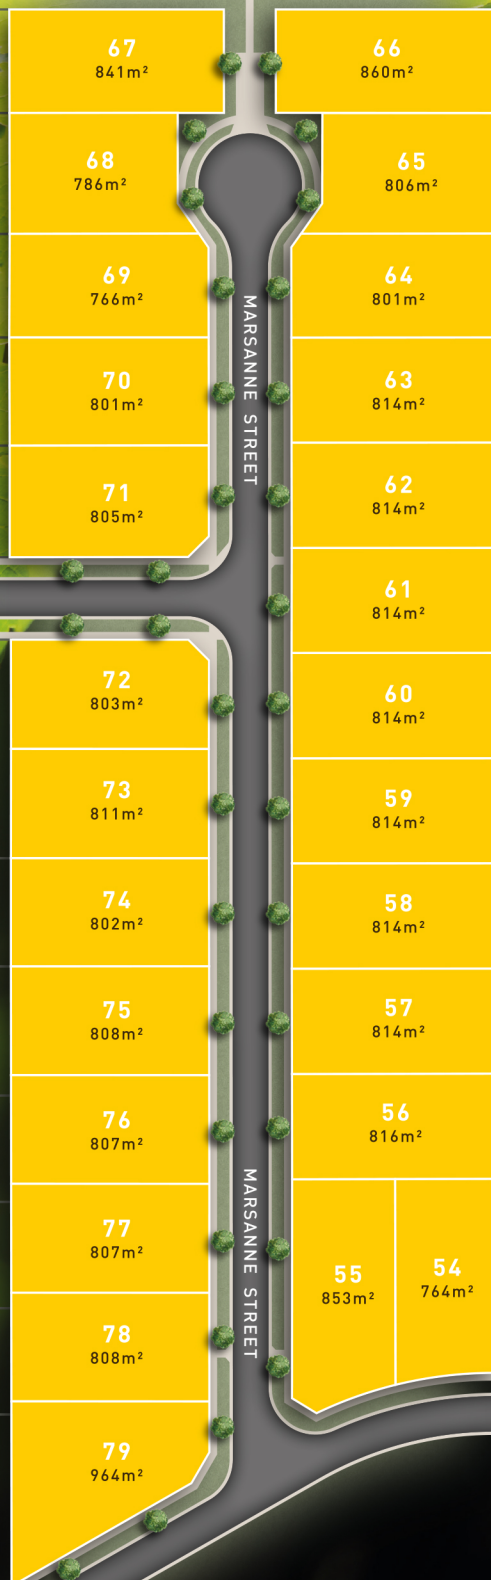 67
841m²
66
860m²
68
786m²
65
806m²
69
766m²
64
801m²
MARSANNE STREET
70
801m²
63
814m²
71
805m²
62
814m²
61
814m²
72
803m²
60
814m²
73
811m²
59
814m²
74
802m²
58
814m²
75
808m²
57
814m²
76
807m²
56
816m²
77
807m²
MARSANNE STREET
55
853m²
54
764m²
78
808m²
79
964m²